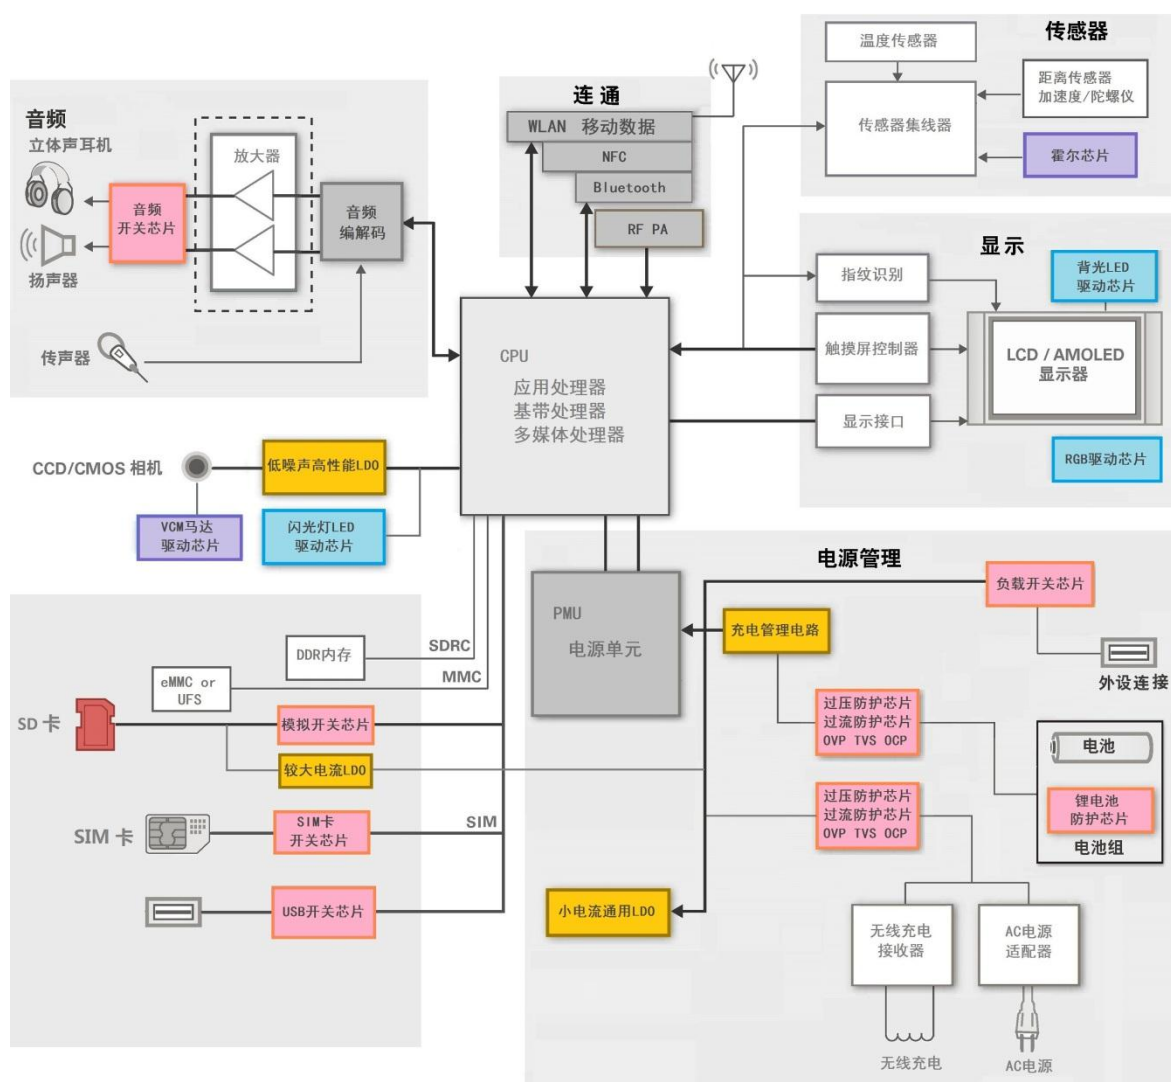 音频
立体声耳机
扬声器
音频
开关芯片
放大器
音频
编解码
传声器
连 通
WLAN 移动数据
NFC
Bluetooth
RF PA
传感器
温度传感器
传感器集线器
距离传感器
加速度/陀螺仪
霍尔芯片
显示
指纹识别
触摸屏控制器
显示接口
背光LED
驱动芯片
LCD / AMOLED
显示器
RGB驱动芯片
CPU
应用处理器
基带处理器
多媒体处理器
CCD/CMOS 相机
低噪声高性能LDO
VCM马达
驱动芯片
闪光灯LED
驱动芯片
DDR内存
SDRC
eMMC or
UFS
MMC
SD 卡
模拟开关芯片
较大电流LDO
SIM 卡
SIM卡
开关芯片
SIM
USB开关芯片
电源管理
PMU
电源单元
充电管理电路
负载开关芯片
外设连接
过压防护芯片
过流防护芯片
OVP TVS OCP
电池
锂电池
防护芯片
电池组
过压防护芯片
过流防护芯片
OVP TVS OCP
小电流通用LDO
无线充电
接收器
AC电源
适配器
无线充电
AC电源